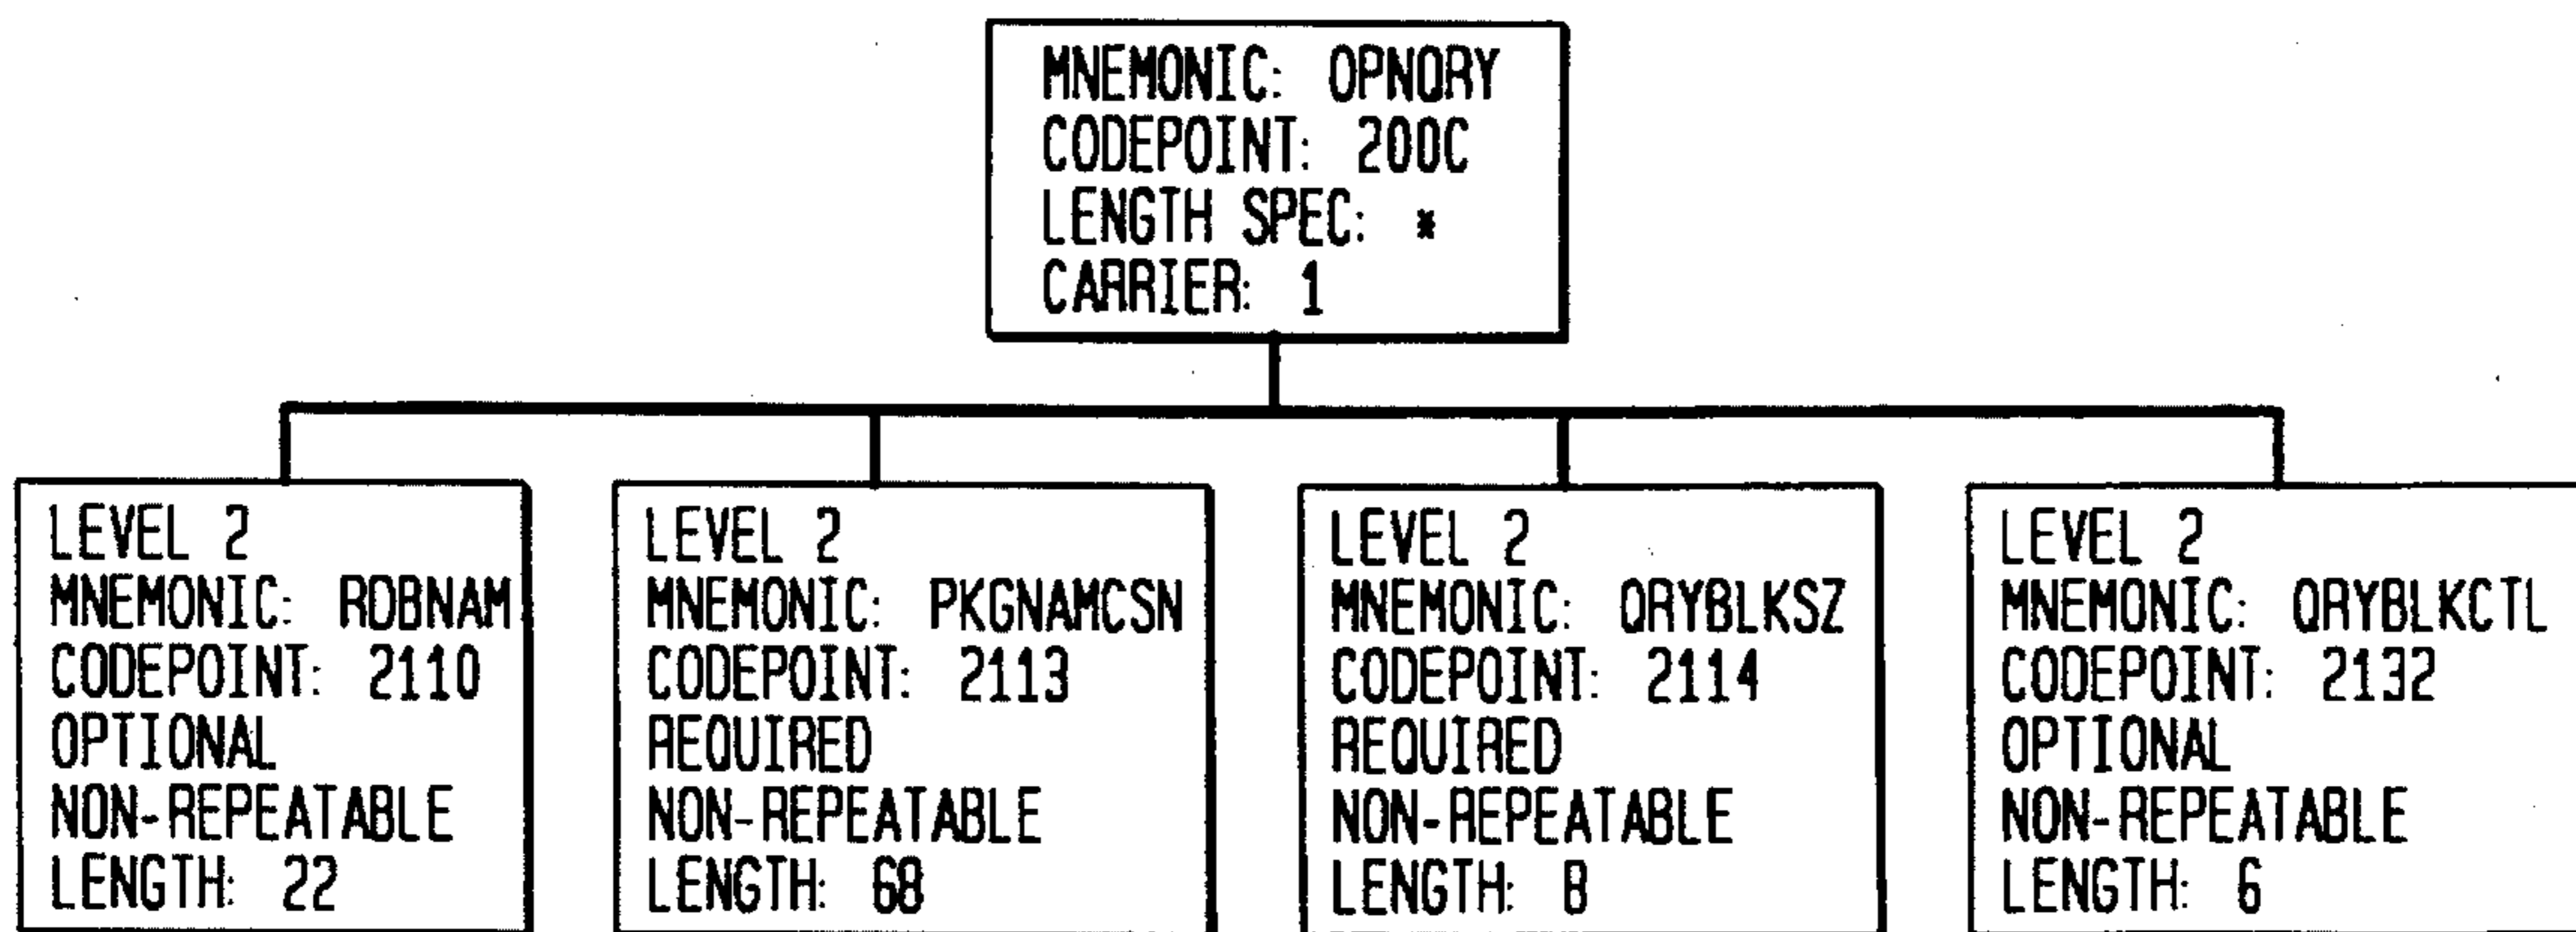 MNEMONIC: OPNQRY
CODEPOINT: 200C
LENGTH SPEC: *
CARRIER: 1
LEVEL 2
MNEMONIC: RDBNAM
CODEPOINT: 2110
OPTIONAL
NON-REPEATABLE
LENGTH: 22
LEVEL 2
MNEMONIC: PKGNAMCSN
CODEPOINT: 2113
REQUIRED
NON-REPEATABLE
LENGTH: 68
LEVEL 2
MNEMONIC: QRYBLKSZ
CODEPOINT: 2114
REQUIRED
NON-REPEATABLE
LENGTH: 8
LEVEL 2
MNEMONIC: QRYBLKCTL
CODEPOINT: 2132
OPTIONAL
NON-REPEATABLE
LENGTH: 6